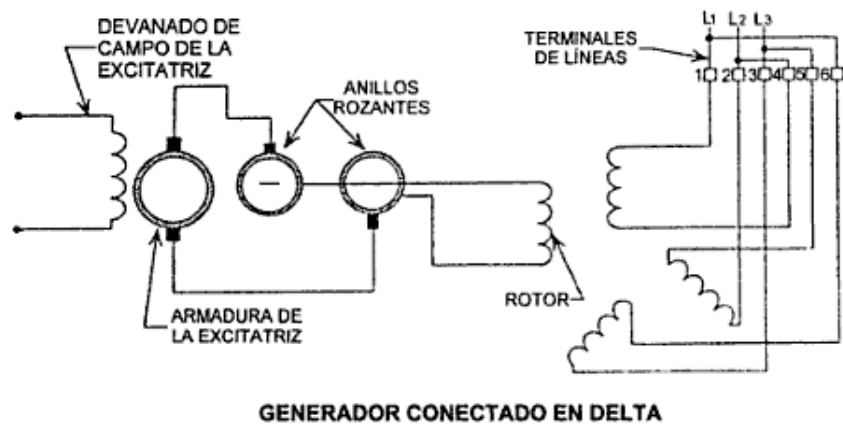 DEVANADO DE
CAMPO DE LA
EXCITATRIZ
ANILLOS
ROZANTES
TERMINALES
DE LÍNEAS
L1 L2 L3
1 2 3 4 5 6
ROTOR
ARMADURA DE
LA EXCITATRIZ
GENERADOR CONECTADO EN DELTA